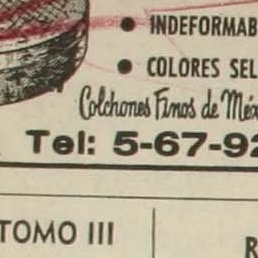 • INDEFORMAB
• COLORES SEL
Colchones Finos de Méx
Tel: 5-67-92
TOMO III
R